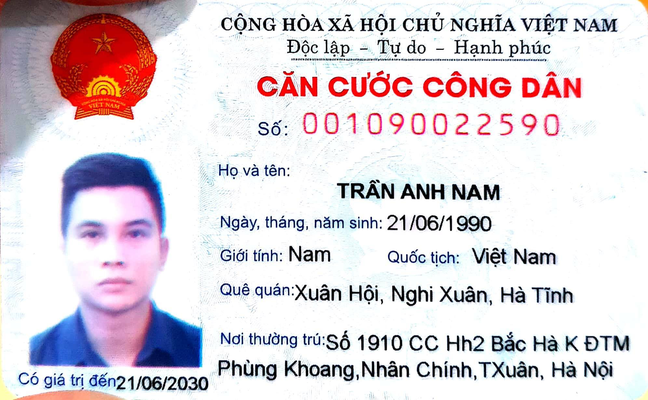 CỘNG HÒA XÃ HỘI CHỦ NGHĨA VIỆT NAM
Độc lập - Tự do - Hạnh phúc
CĂN CƯỚC CÔNG DÂN
Số: 001090022590
Họ và tên:
TRẦN ANH NAM
Ngày, tháng, năm sinh: 21/06/1990
Giới tính: Nam Quốc tịch: Việt Nam
Quê quán: Xuân Hội, Nghi Xuân, Hà Tĩnh
Nơi thường trú: Số 1910 CC Hh2 Bắc Hà K ĐTM
Phùng Khoang,Nhân Chính,TXuân, Hà Nội
Có giá trị đến 21/06/2030
VIỆT NAM